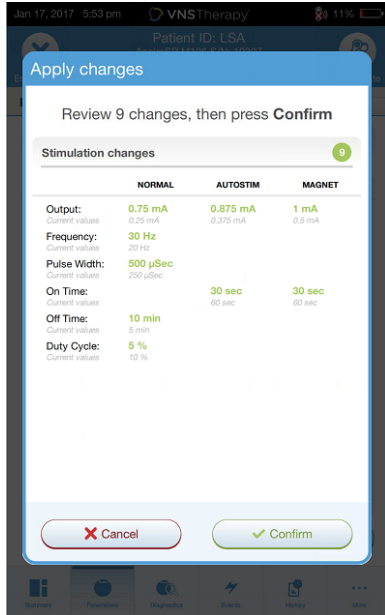 Jan 17, 2017 5:53 pm VNSTherapy 11%
Patient ID: LSA
Apply changes
Review 9 changes, then press Confirm
Stimulation changes 9
NORMAL AUTOSTIM MAGNET
Output: 0.75 mA 0.875 mA 1 mA
Current values 0.25 mA 0.375 mA 0.5 mA
Frequency: 30 Hz
Current values 20 Hz
Pulse Width: 500 µSec
Current values 250 µSec
On Time: 30 sec 30 sec
Current values 60 sec 60 sec
Off Time: 10 min
Current values 5 min
Duty Cycle: 5 %
Current values 10 %
Cancel Confirm
Summary Parameters Diagnostics Events History More